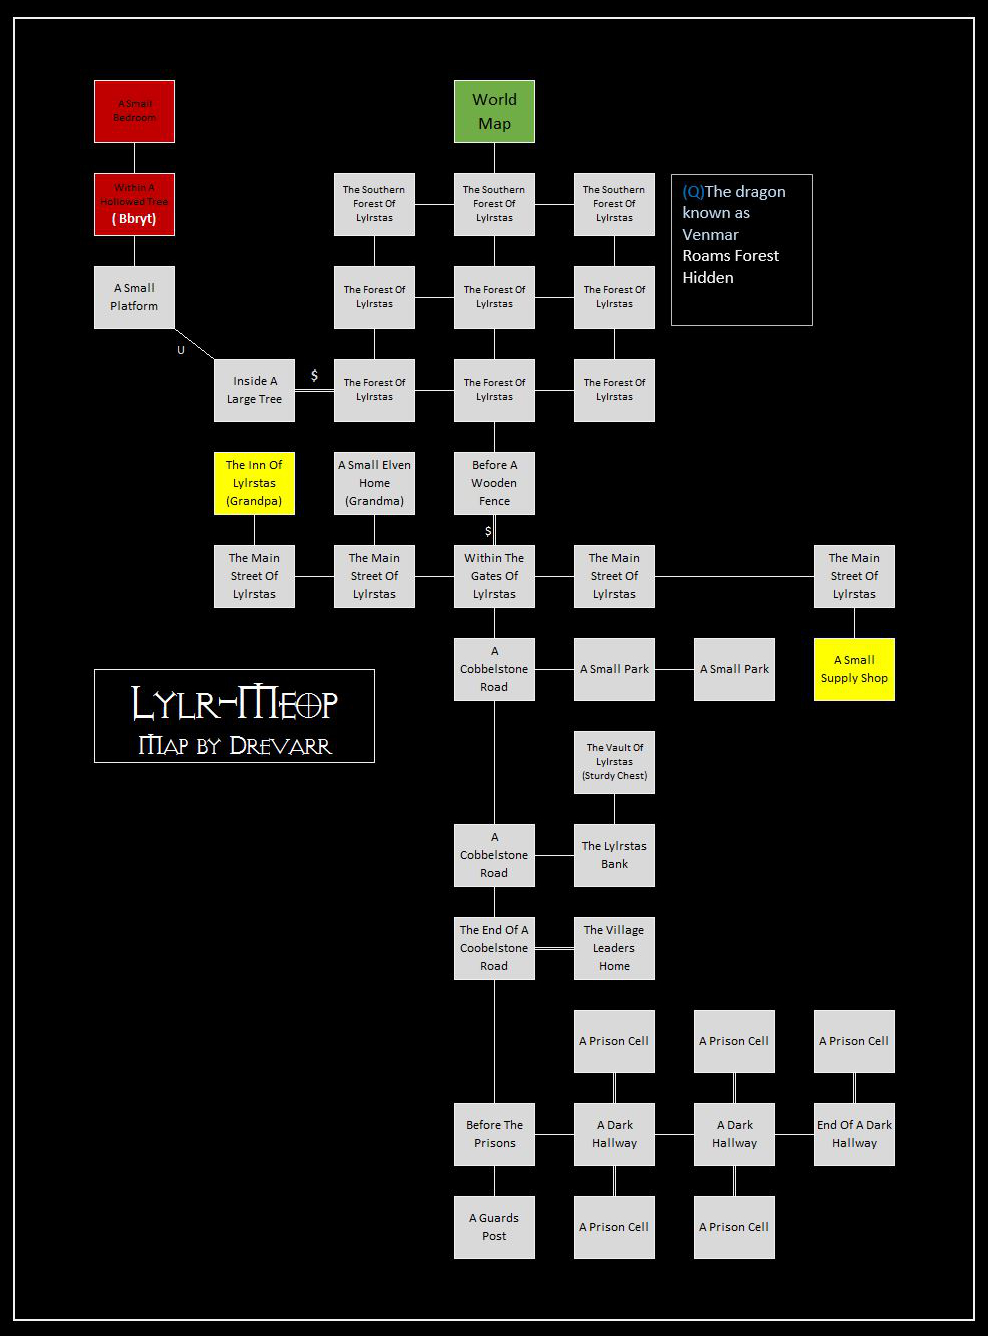 A Small
Bedroom
World
Map
Within A
Hollowed Tree
( Bbryt)
The Southern
Forest Of
Lylrstas
The Southern
Forest Of
Lylrstas
The Southern
Forest Of
Lylrstas
(Q)The dragon
known as
Venmar
Roams Forest
Hidden
A Small
Platform
The Forest Of
Lylrstas
The Forest Of
Lylrstas
The Forest Of
Lylrstas
U
Inside A
Large Tree
$
The Forest Of
Lylrstas
The Forest Of
Lylrstas
The Forest Of
Lylrstas
The Inn Of
Lylrstas
(Grandpa)
A Small Elven
Home
(Grandma)
Before A
Wooden
Fence
$
The Main
Street Of
Lylrstas
The Main
Street Of
Lylrstas
Within The
Gates Of
Lylrstas
The Main
Street Of
Lylrstas
The Main
Street Of
Lylrstas
A
Cobbelstone
Road
A Small Park
A Small Park
A Small
Supply Shop
Lylr-Meop
Map by Drevarr
The Vault Of
Lylrstas
(Sturdy Chest)
A
Cobbelstone
Road
The Lylrstas
Bank
The End Of A
Coobelstone
Road
The Village
Leaders
Home
A Prison Cell
A Prison Cell
A Prison Cell
Before The
Prisons
A Dark
Hallway
A Dark
Hallway
End Of A Dark
Hallway
A Guards
Post
A Prison Cell
A Prison Cell